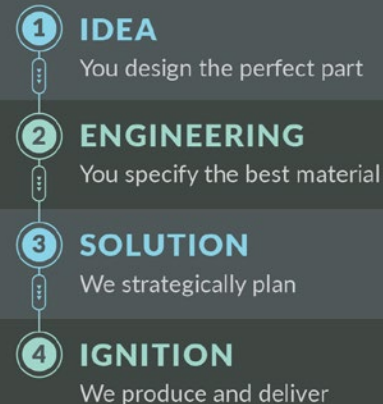 1 IDEA
You design the perfect part
2 ENGINEERING
You specify the best material
3 SOLUTION
We strategically plan
4 IGNITION
We produce and deliver